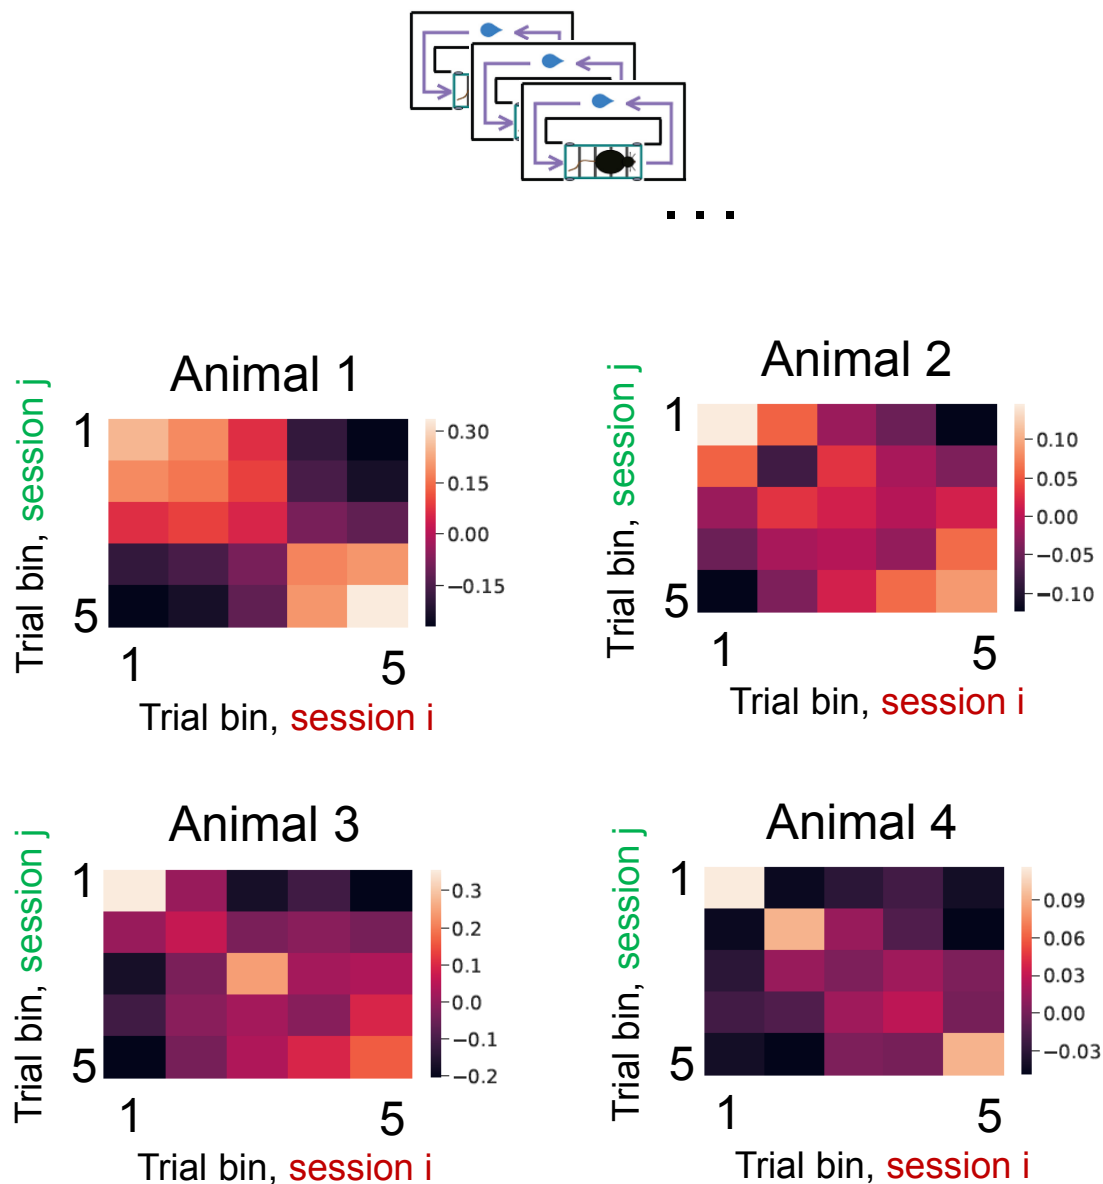 . . .
Animal 1
Trial bin, session j
1
5
1
5
Trial bin, session i
0.30
0.15
0.00
−0.15
Animal 2
Trial bin, session j
1
5
1
5
Trial bin, session i
0.10
0.05
0.00
−0.05
−0.10
Animal 3
Trial bin, session j
1
5
1
5
Trial bin, session i
0.3
0.2
0.1
0.0
−0.1
−0.2
Animal 4
Trial bin, session j
1
5
1
5
Trial bin, session i
0.09
0.06
0.03
0.00
−0.03